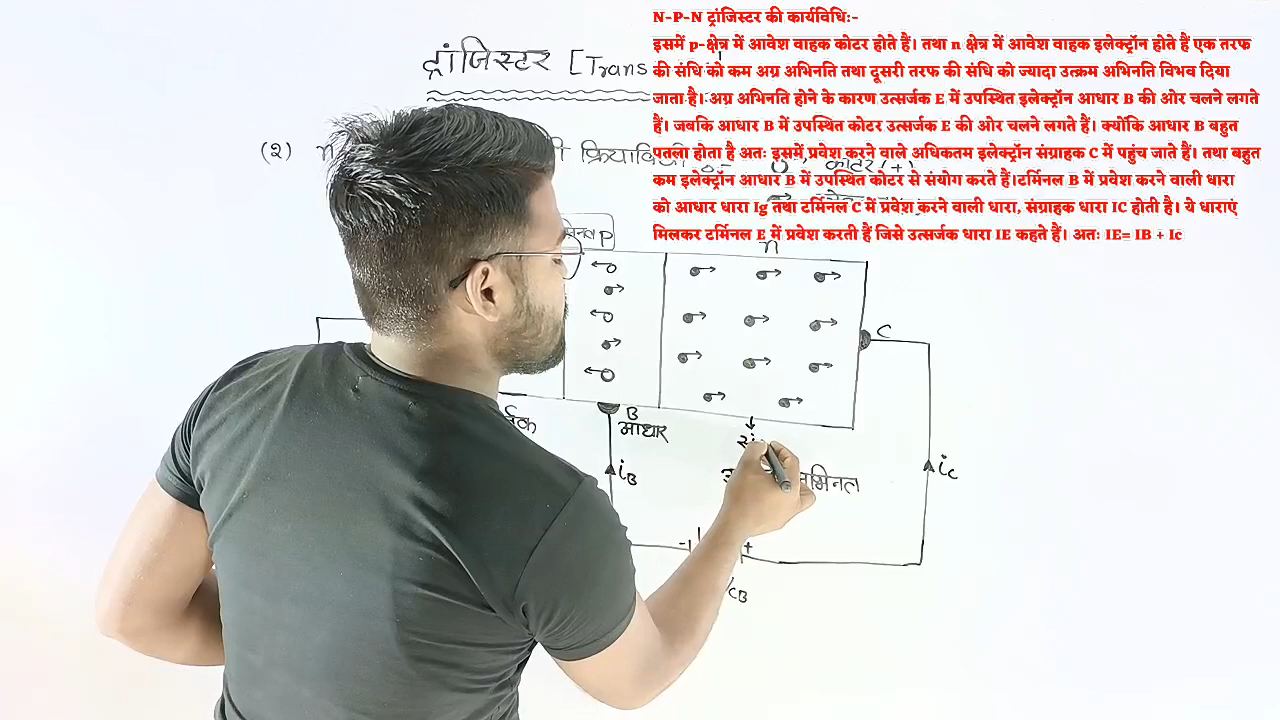 N-P-N ट्रांजिस्टर की कार्यविधिः-
इसमें p-क्षेत्र में आवेश वाहक कोटर होते हैं। तथा n क्षेत्र में आवेश वाहक इलेक्ट्रॉन होते हैं एक तरफ
की संधि को कम अग्र अभिनति तथा दूसरी तरफ की संधि को ज्यादा उत्क्रम अभिनति विभव दिया
जाता है। अग्र अभिनति होने के कारण उत्सर्जक E में उपस्थित इलेक्ट्रॉन आधार B की ओर चलने लगते
हैं। जबकि आधार B में उपस्थित कोटर उत्सर्जक E की ओर चलने लगते हैं। क्योंकि आधार B बहुत
पतला होता है अतः इसमें प्रवेश करने वाले अधिकतम इलेक्ट्रॉन संग्राहक C में पहुंच जाते हैं। तथा बहुत
कम इलेक्ट्रॉन आधार B में उपस्थित कोटर से संयोग करते हैं।टर्मिनल B में प्रवेश करने वाली धारा
को आधार धारा Ig तथा टर्मिनल C में प्रवेश करने वाली धारा, संग्राहक धारा IC होती है। ये धाराएं
मिलकर टर्मिनल E में प्रवेश करती हैं जिसे उत्सर्जक धारा IE कहते हैं। अतः IE= IB + Ic
ट्रांजिस्टर [Trans
(२) n
कोटर (+)
P
n
C
B
आधार
iB
iC
- +
CB